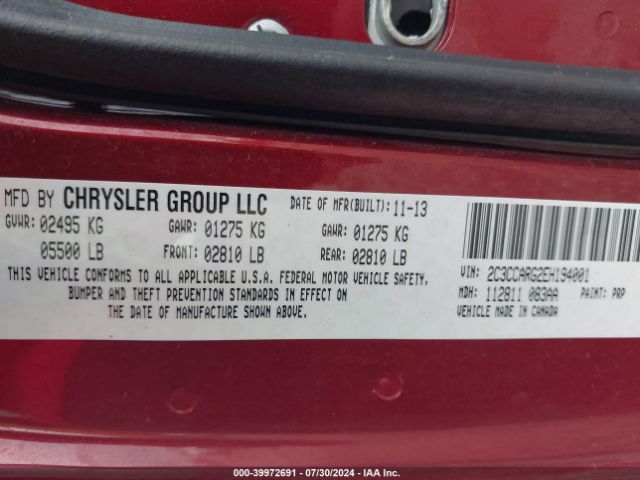 MFD BY CHRYSLER GROUP LLC DATE OF MFR(BUILT): 11-13
GVWR: 02495 KG GAWR: 01275 KG GAWR: 01275 KG
05500 LB FRONT: 02810 LB REAR: 02810 LB
THIS VEHICLE CONFORMS TO ALL APPLICABLE U.S.A. FEDERAL MOTOR VEHICLE SAFETY,
BUMPER AND THEFT PREVENTION STANDARDS IN EFFECT ON
THE DATE OF MANUFACTURE SHOWN ABOVE.
VIN: 2C3CCARG2EH194001
MDH: 112811 083AA PAINT: PRP
VEHICLE MADE IN CANADA
000-39972691 - 07/30/2024 - IAA Inc.